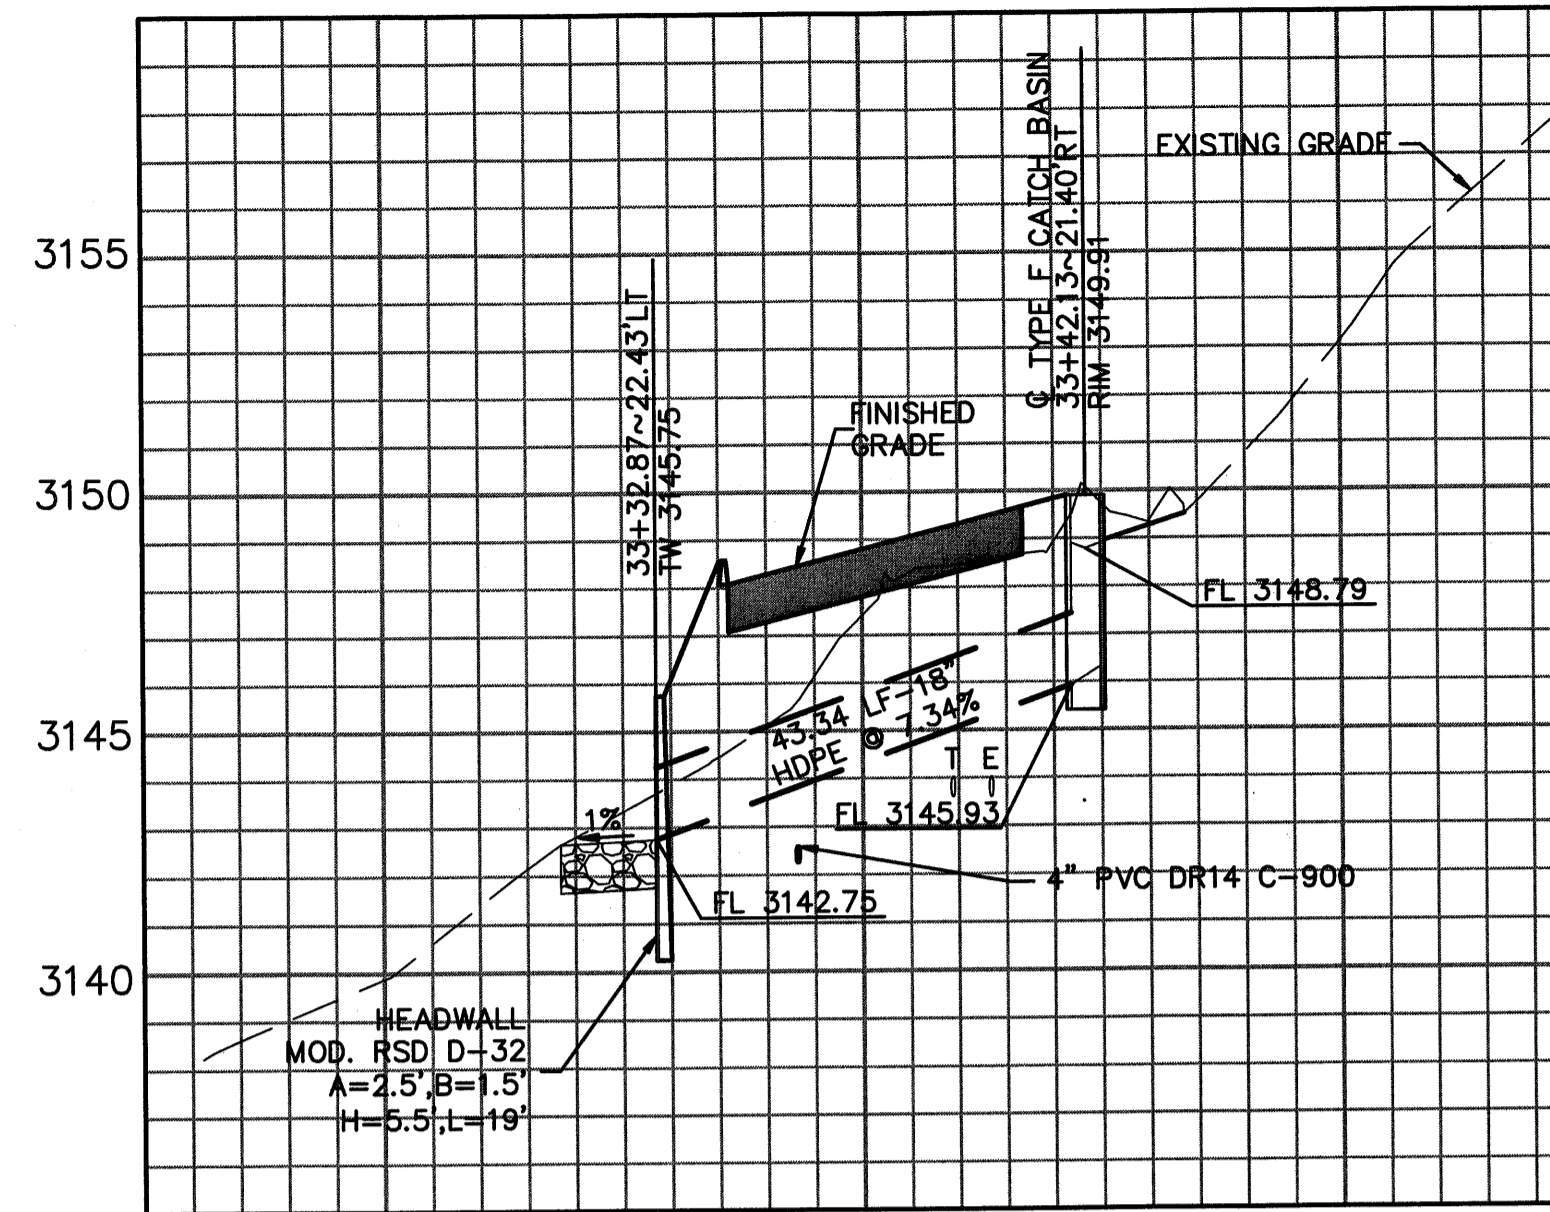 ℄ TYPE F CATCH BASIN
33+42.13~21.40'RT
RIM 3149.91
EXISTING GRADE
3155
33+32.87~22.43'LT
TW 3145.75
FINISHED
GRADE
3150
FL 3148.79
3145
43.34 LF-18"
HDPE @ 7.34%
T E
FL 3145.93
1%
4" PVC DR14 C-900
FL 3142.75
3140
HEADWALL
MOD. RSD D-32
A=2.5',B=1.5'
H=5.5',L=19'